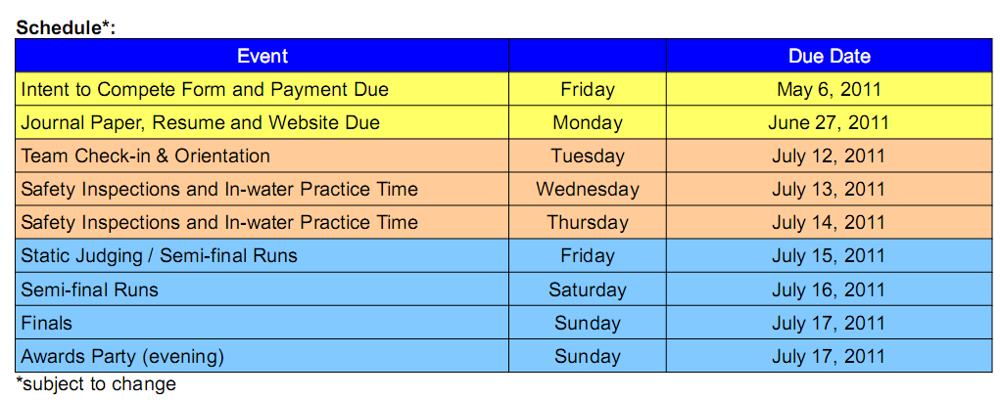 Schedule*:
Event Due Date
Intent to Compete Form and Payment Due Friday May 6, 2011
Journal Paper, Resume and Website Due Monday June 27, 2011
Team Check-in & Orientation Tuesday July 12, 2011
Safety Inspections and In-water Practice Time Wednesday July 13, 2011
Safety Inspections and In-water Practice Time Thursday July 14, 2011
Static Judging / Semi-final Runs Friday July 15, 2011
Semi-final Runs Saturday July 16, 2011
Finals Sunday July 17, 2011
Awards Party (evening) Sunday July 17, 2011
*subject to change